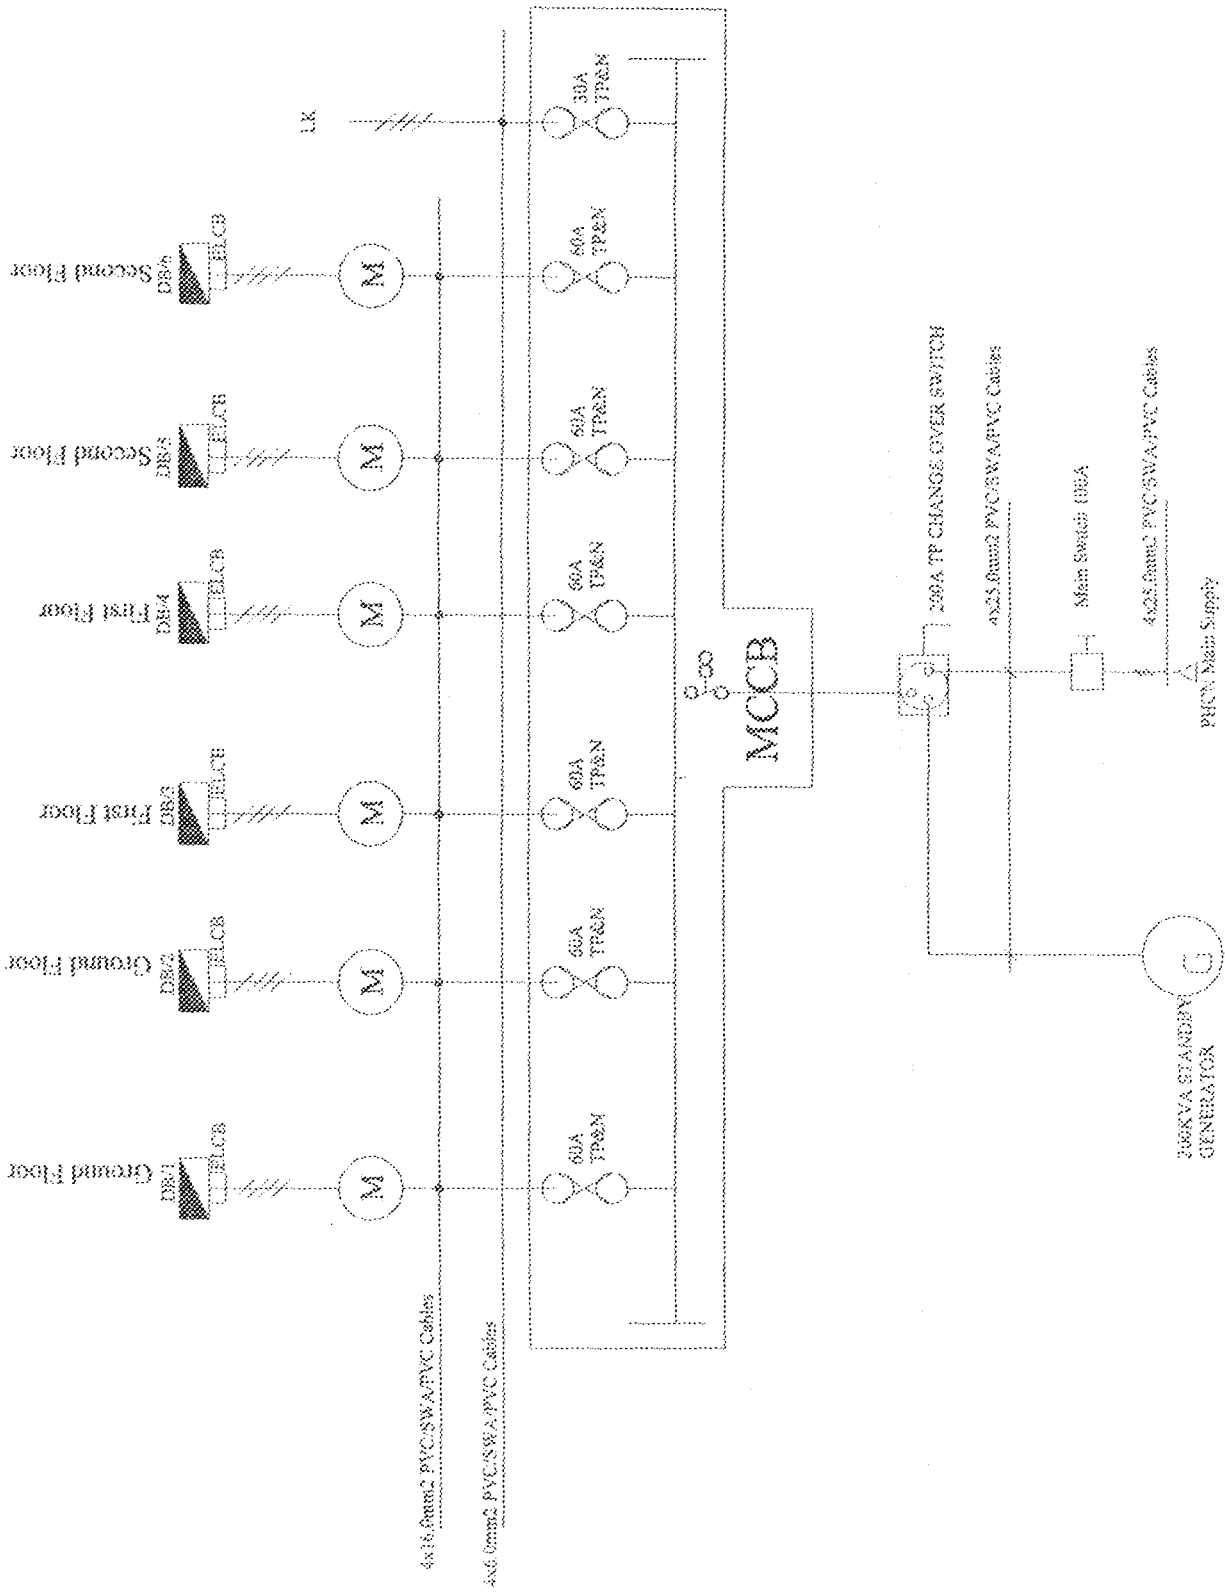 Second Floor
DB/6
ELCB
M
60A
TP&N
Second Floor
DB/5
ELCB
M
60A
TP&N
First Floor
DB/4
ELCB
M
60A
TP&N
First Floor
DB/3
ELCB
M
60A
TP&N
Ground Floor
DB/2
ELCB
M
60A
TP&N
Ground Floor
DB/1
ELCB
M
60A
TP&N
30A
TP&N
4x16.0mm2 PVC/SWA/PVC Cables
4x6.0mm2 PVC/SWA/PVC Cables
MCCB
TP CHANGE OVER SWITCH
4x25.0mm2 PVC/SWA/PVC Cables
Main Switch 100A
4x25.0mm2 PVC/SWA/PVC Cables
PHCN Main Supply
G
200KVA STANDBY
GENERATOR